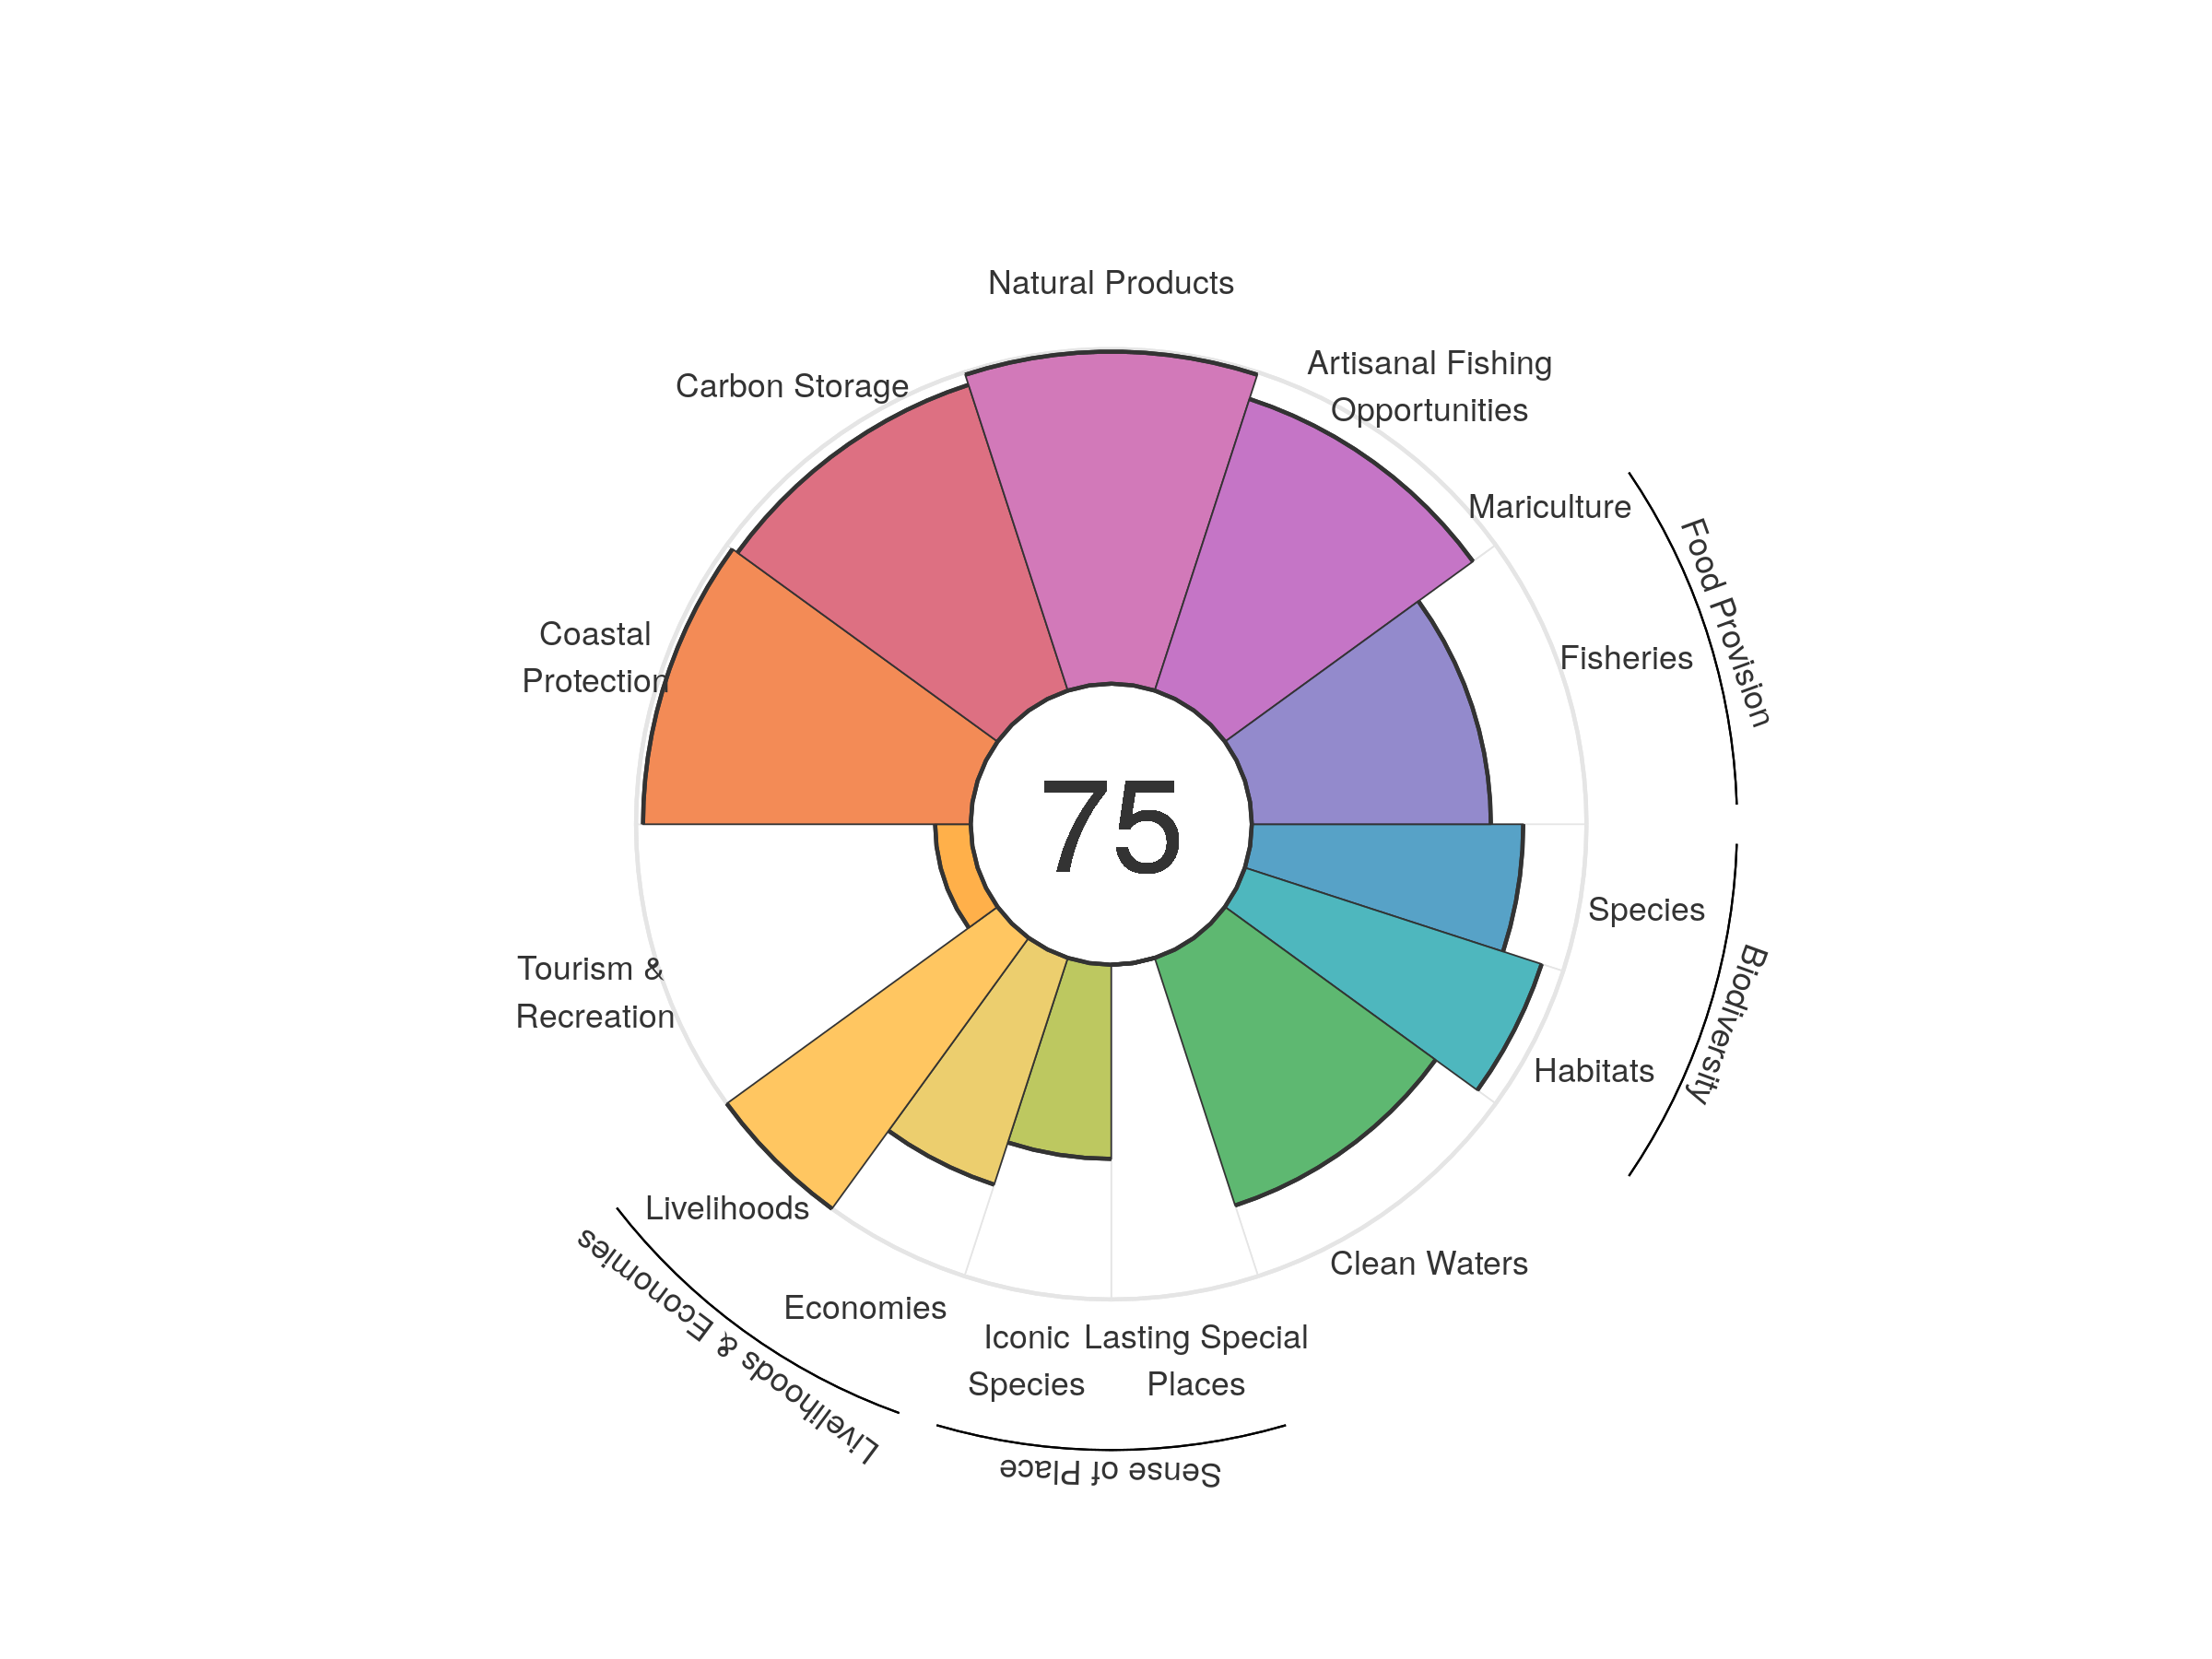 Natural Products
Artisanal Fishing
Opportunities
Carbon Storage
Mariculture
Food Provision
Coastal
Protection
Fisheries
75
Species
Biodiversity
Tourism &
Recreation
Habitats
Livelihoods
Clean Waters
Economies
Livelihoods & Economies
Iconic
Species
Lasting Special
Places
Sense of Place